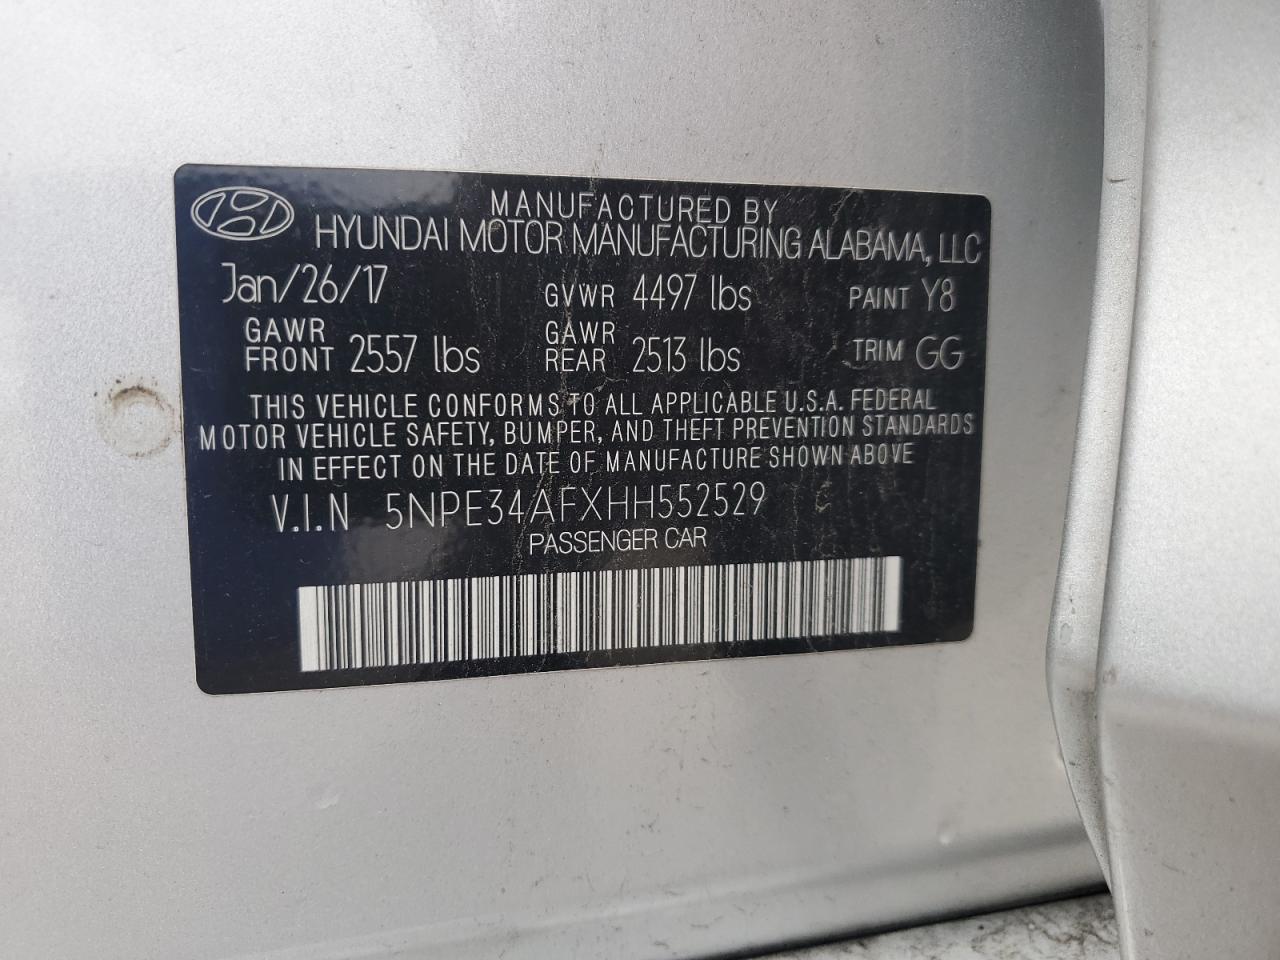 MANUFACTURED BY
HYUNDAI MOTOR MANUFACTURING ALABAMA, LLC
Jan/26/17 GVWR 4497 lbs PAINT Y8
GAWR FRONT 2557 lbs GAWR REAR 2513 lbs TRIM GG
THIS VEHICLE CONFORMS TO ALL APPLICABLE U.S.A. FEDERAL
MOTOR VEHICLE SAFETY, BUMPER, AND THEFT PREVENTION STANDARDS
IN EFFECT ON THE DATE OF MANUFACTURE SHOWN ABOVE
V.I.N 5NPE34AFXHH552529
PASSENGER CAR